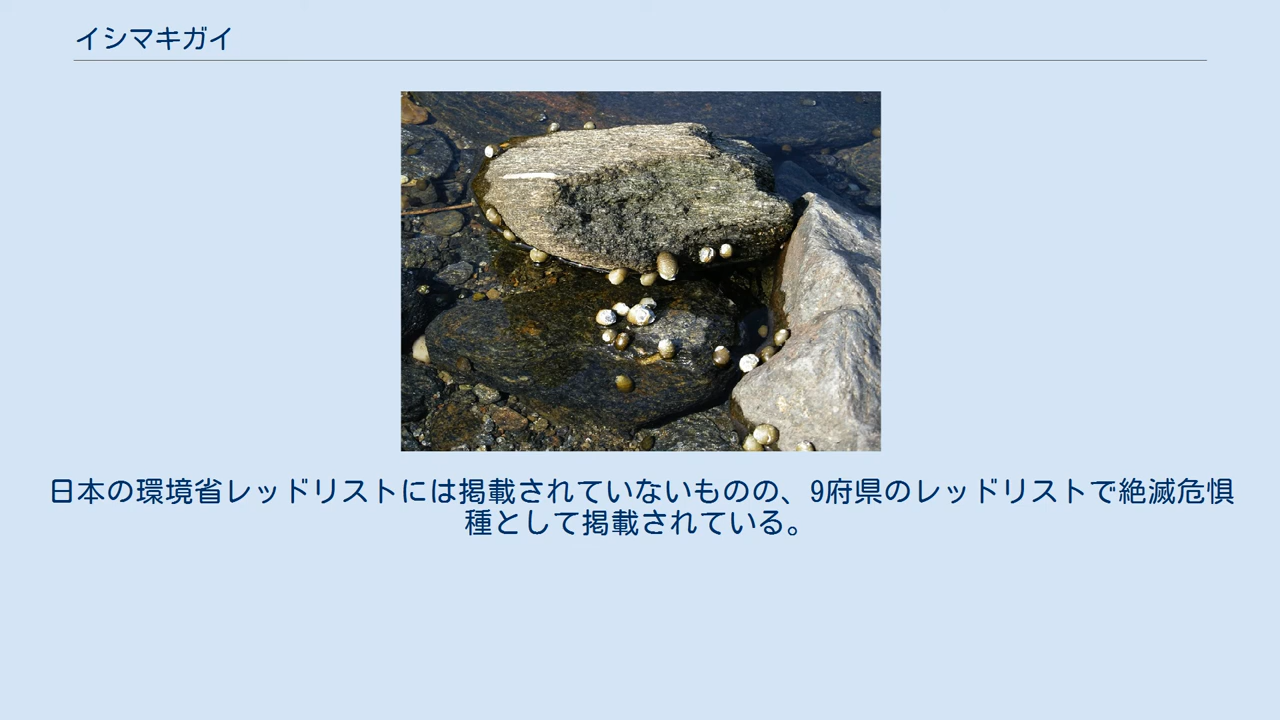 イシマキガイ
日本の環境省レッドリストには掲載されていないものの、9府県のレッドリストで絶滅危惧
種として掲載されている。